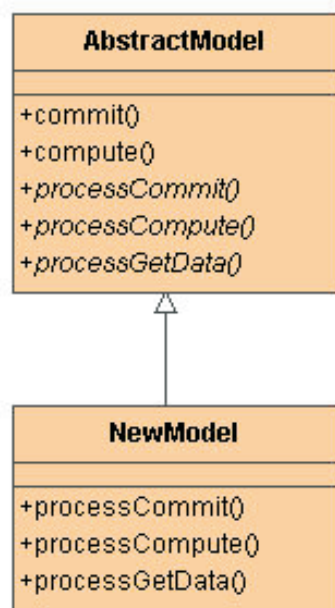 AbstractModel
+commit()
+compute()
+processCommit()
+processCompute()
+processGetData()
NewModel
+processCommit()
+processCompute()
+processGetData()